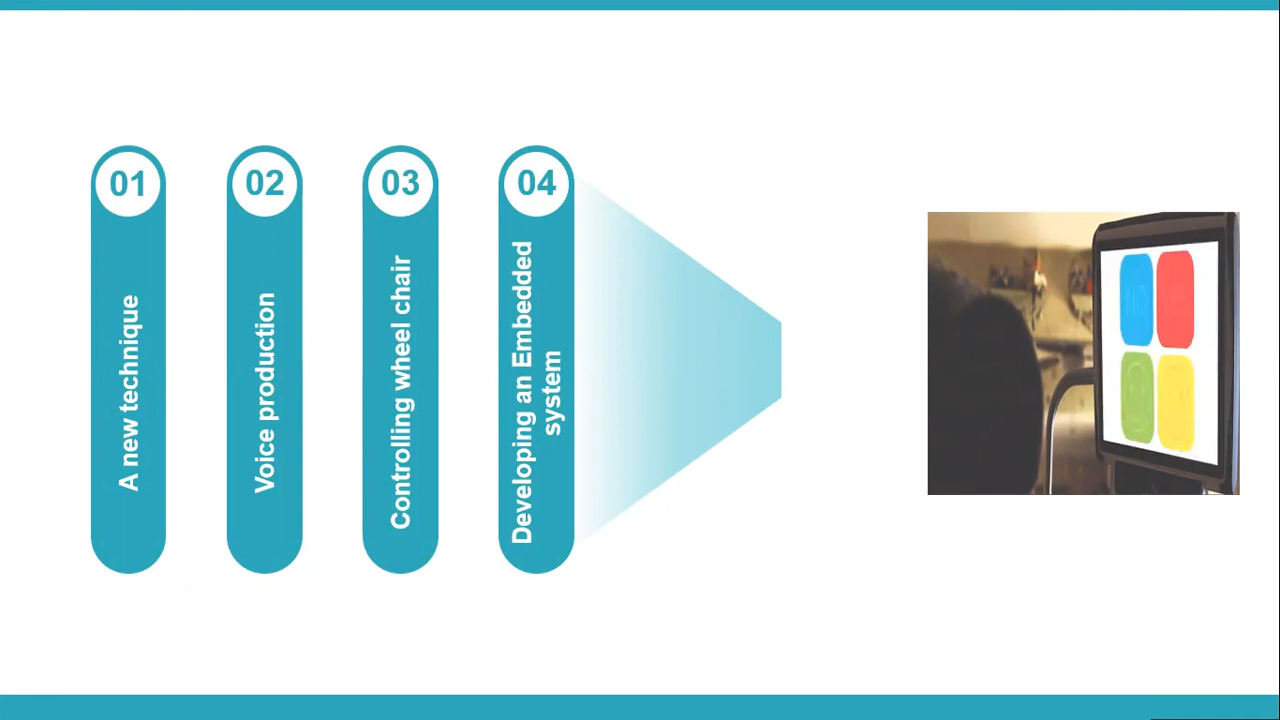 01
A new technique
02
Voice production
03
Controlling wheel chair
04
Developing an Embedded
system